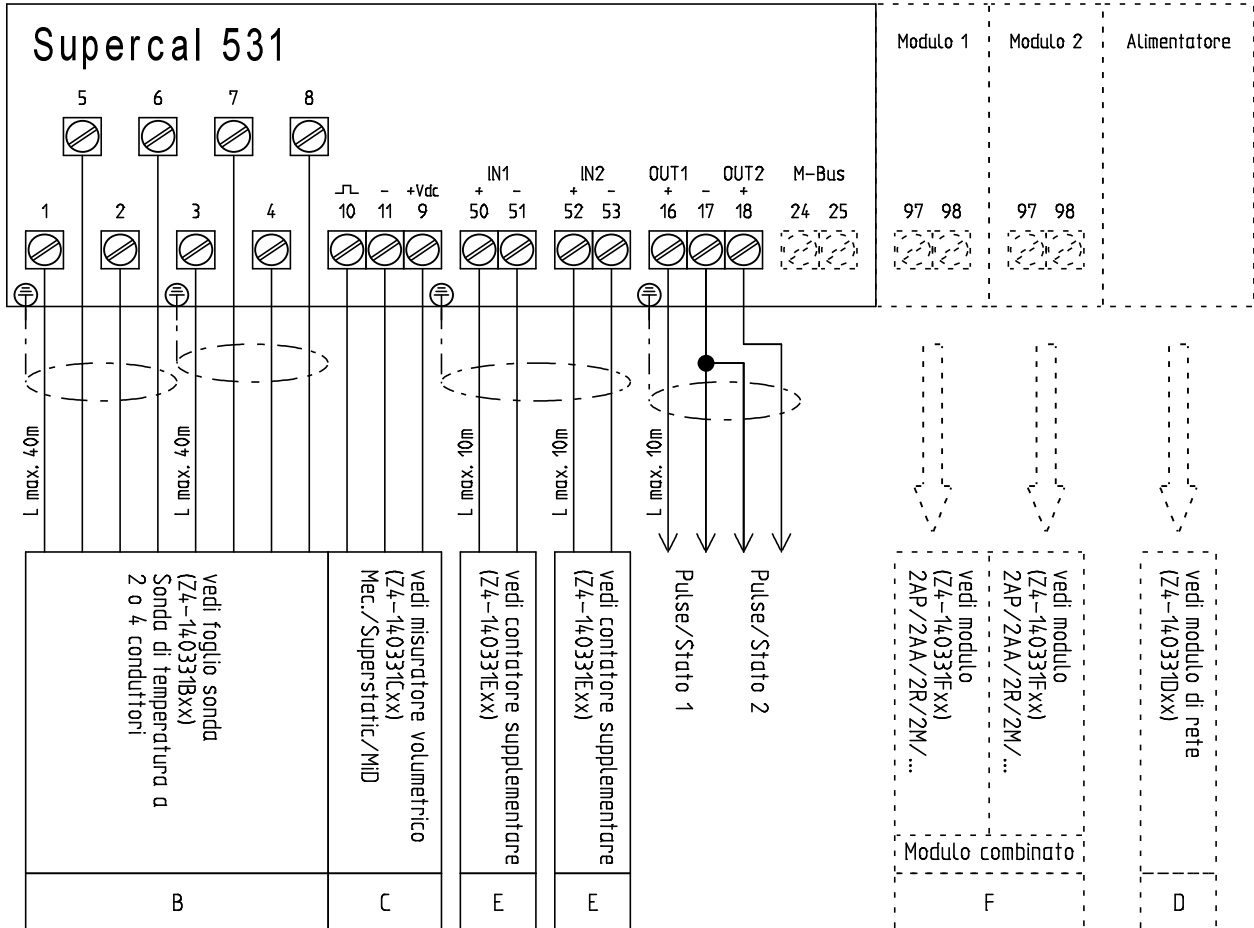 Supercal 531
Modulo 1
Modulo 2
Alimentatore
5
6
7
8
IN1
IN2
OUT1
OUT2
M-Bus
- +Vdc
+ -
+ -
+ - +
1
2
3
4
10 11 9
50 51
52 53
16 17 18
24 25
97 98
97 98
L max. 40m
L max. 40m
L max. 10m
L max. 10m
L max. 10m
vedi foglio sonda
(Z4-140331Bxx)
Sonda di temperatura a
2 o 4 conduttori
vedi misuratore volumetrico
(Z4-140331Cxx)
Mec./Superstatic/MID
vedi contatore supplementare
(Z4-140331Exx)
vedi contatore supplementare
(Z4-140331Exx)
Pulse/Stato 1
Pulse/Stato 2
vedi modulo
(Z4-140331Fxx)
2AP/2AA/2R/2M/...
vedi modulo
(Z4-140331Fxx)
2AP/2AA/2R/2M/...
vedi modulo di rete
(Z4-140331Dxx)
Modulo combinato
B
C
E
E
F
D